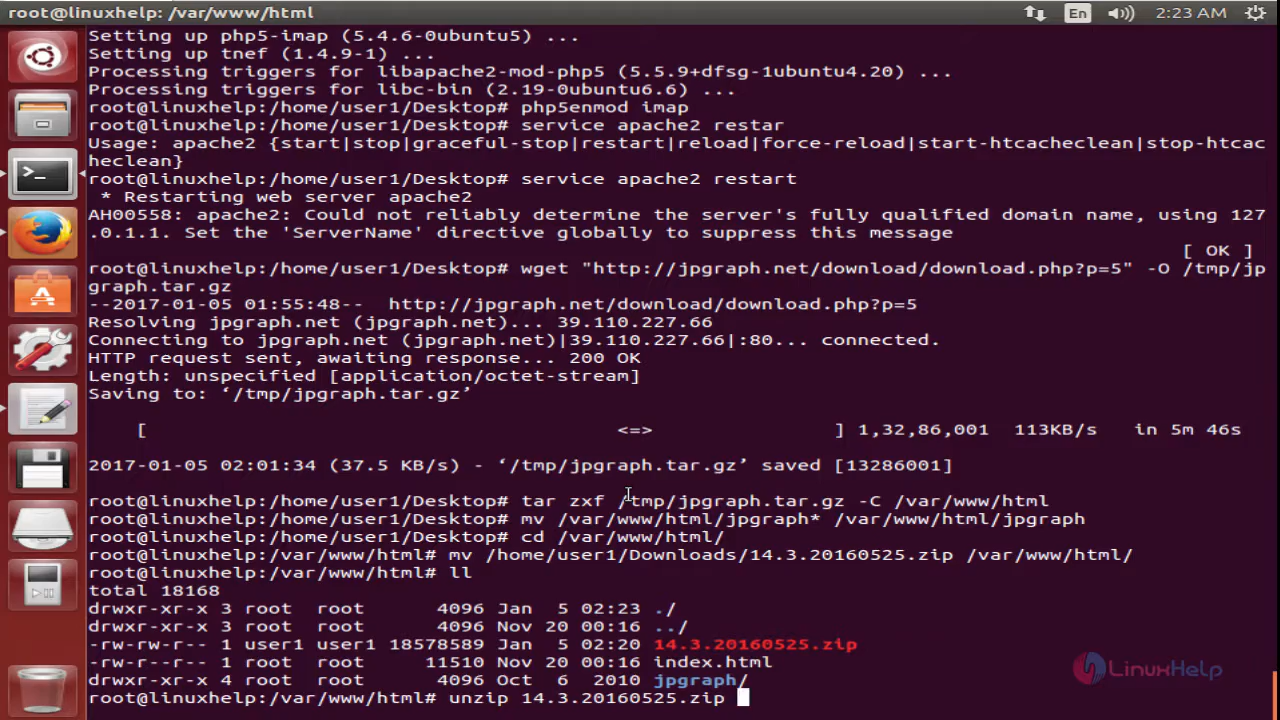 root@linuxhelp: /var/www/html
En
2:23 AM
Setting up php5-imap (5.4.6-0ubuntu5) ...
Setting up tnef (1.4.9-1) ...
Processing triggers for libapache2-mod-php5 (5.5.9+dfsg-1ubuntu4.20) ...
Processing triggers for libc-bin (2.19-0ubuntu6.6) ...
root@linuxhelp:/home/user1/Desktop# php5enmod imap
root@linuxhelp:/home/user1/Desktop# service apache2 restar
Usage: apache2 {start|stop|graceful-stop|restart|reload|force-reload|start-htcacheclean|stop-htcac
heclean}
root@linuxhelp:/home/user1/Desktop# service apache2 restart
* Restarting web server apache2
AH00558: apache2: Could not reliably determine the server's fully qualified domain name, using 127
.0.1.1. Set the 'ServerName' directive globally to suppress this message
[ OK ]
root@linuxhelp:/home/user1/Desktop# wget "http://jpgraph.net/download/download.php?p=5" -O /tmp/jp
graph.tar.gz
--2017-01-05 01:55:48-- http://jpgraph.net/download/download.php?p=5
Resolving jpgraph.net (jpgraph.net)... 39.110.227.66
Connecting to jpgraph.net (jpgraph.net)|39.110.227.66|:80... connected.
HTTP request sent, awaiting response... 200 OK
Length: unspecified [application/octet-stream]
Saving to: ‘/tmp/jpgraph.tar.gz’
[ <=> ] 1,32,86,001 113KB/s in 5m 46s
2017-01-05 02:01:34 (37.5 KB/s) - ‘/tmp/jpgraph.tar.gz’ saved [13286001]
root@linuxhelp:/home/user1/Desktop# tar zxf /tmp/jpgraph.tar.gz -C /var/www/html
root@linuxhelp:/home/user1/Desktop# mv /var/www/html/jpgraph* /var/www/html/jpgraph
root@linuxhelp:/home/user1/Desktop# cd /var/www/html/
root@linuxhelp:/var/www/html# mv /home/user1/Downloads/14.3.20160525.zip /var/www/html/
root@linuxhelp:/var/www/html# ll
total 18168
drwxr-xr-x 3 root root 4096 Jan 5 02:23 ./
drwxr-xr-x 3 root root 4096 Nov 20 00:16 ../
-rw-rw-r-- 1 user1 user1 18578589 Jan 5 02:20 14.3.20160525.zip
-rw-r--r-- 1 root root 11510 Nov 20 00:16 index.html
drwxr-xr-x 4 root root 4096 Oct 6 2010 jpgraph/
root@linuxhelp:/var/www/html# unzip 14.3.20160525.zip
LinuxHelp